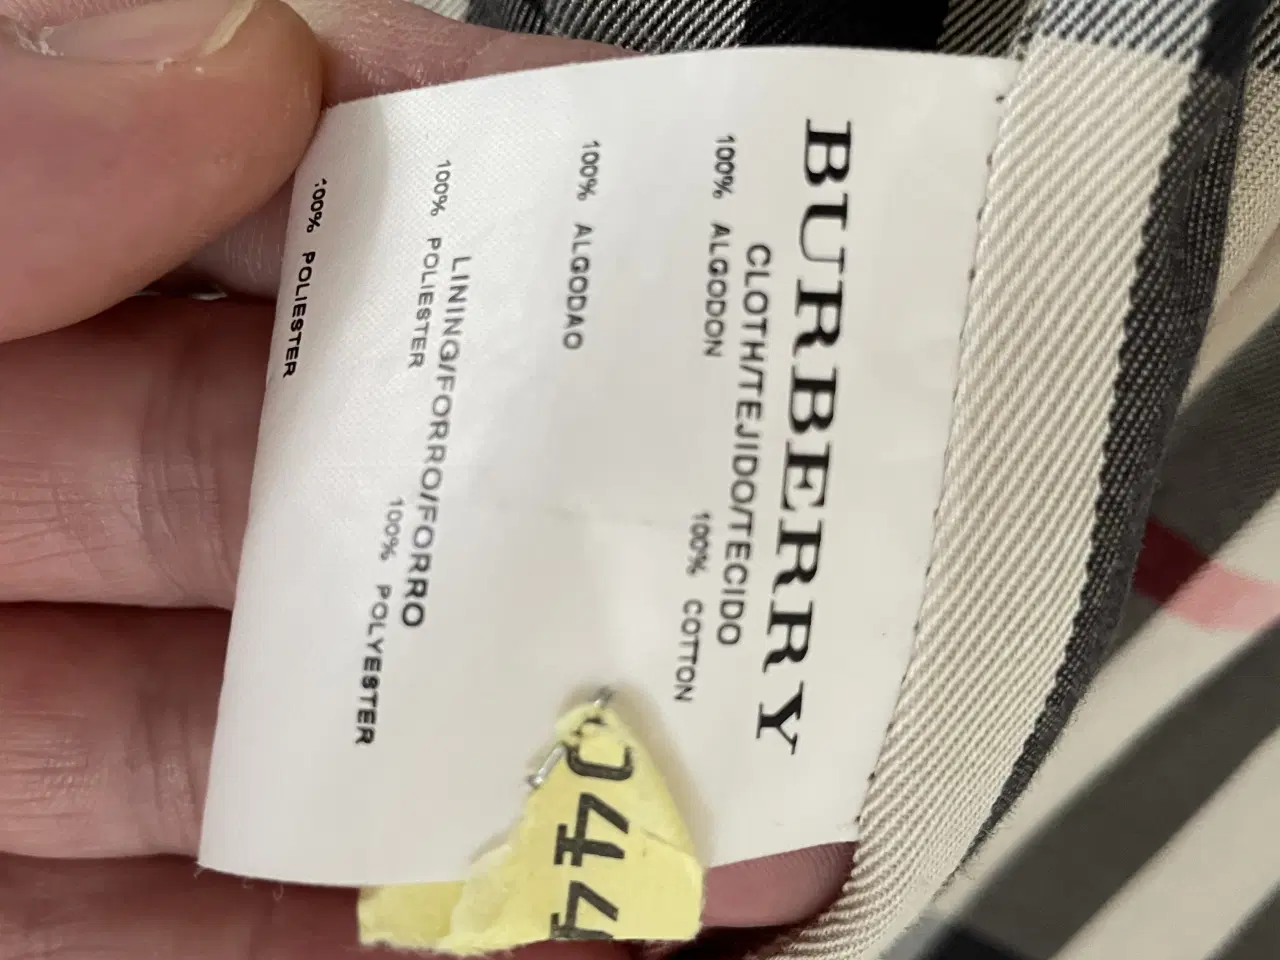 BURBERRY
CLOTH/TEJIDO/TECIDO
100% ALGODON 100% COTTON
100% ALGODAO
LINING/FORRO/FORRO
100% POLIESTER 100% POLYESTER
100% POLIESTER
044